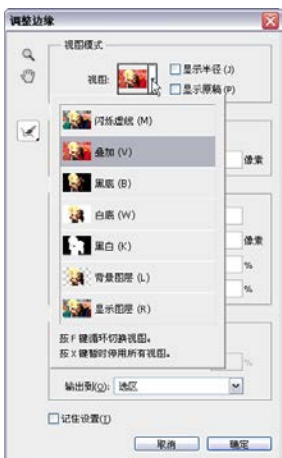 调整边缘
视图模式
视图:
显示半径 (J)
显示原稿 (P)
闪烁虚线 (M)
叠加 (V)
黑底 (B)
白底 (W)
黑白 (K)
背景图层 (L)
显示图层 (R)
像素
像素
%
%
按 F 键循环切换视图。
按 X 键暂时停用所有视图。
%
输出到(O): 选区
记住设置(T)
取消
确定